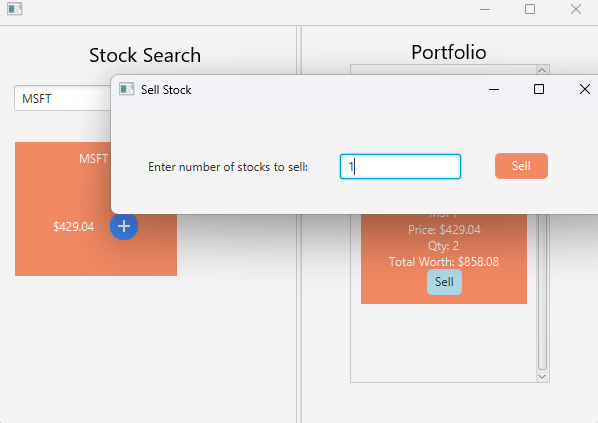 Stock Search
MSFT
MSFT
$429.04
Portfolio
Sell Stock
Enter number of stocks to sell:
1
Sell
MSFT
Price: $429.04
Qty: 2
Total Worth: $858.08
Sell